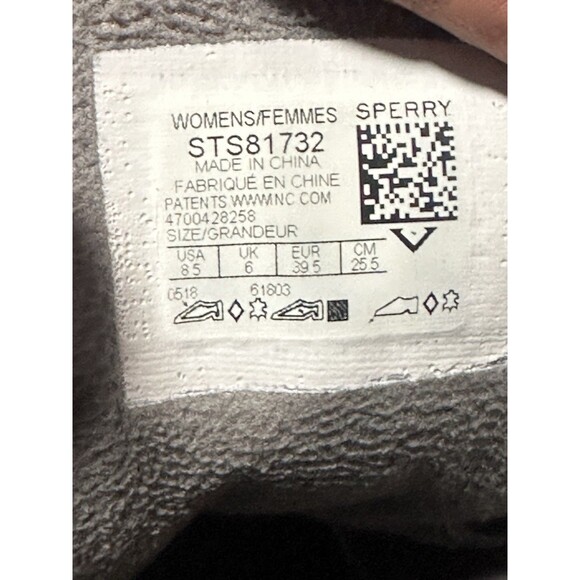 WOMENS/FEMMES SPERRY
STS81732
MADE IN CHINA
FABRIQUÉ EN CHINE
PATENTS WWWINC.COM
4700428258
SIZE/GRANDEUR
USA UK EUR CM
8.5 6 39.5 25.5
0518 61803